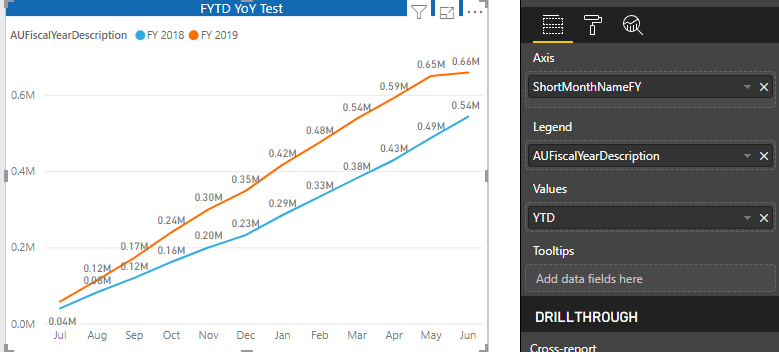 FYTD YoY Test
AUFiscalYearDescription FY 2018 FY 2019
0.6M
0.4M
0.2M
0.0M
0.04M
0.08M
0.12M
0.12M
0.17M
0.16M
0.24M
0.20M
0.30M
0.23M
0.35M
0.29M
0.42M
0.33M
0.48M
0.38M
0.54M
0.43M
0.59M
0.49M
0.65M
0.54M
0.66M
Jul Aug Sep Oct Nov Dec Jan Feb Mar Apr May Jun
Axis
ShortMonthNameFY
Legend
AUFiscalYearDescription
Values
YTD
Tooltips
Add data fields here
DRILLTHROUGH
Cross-report